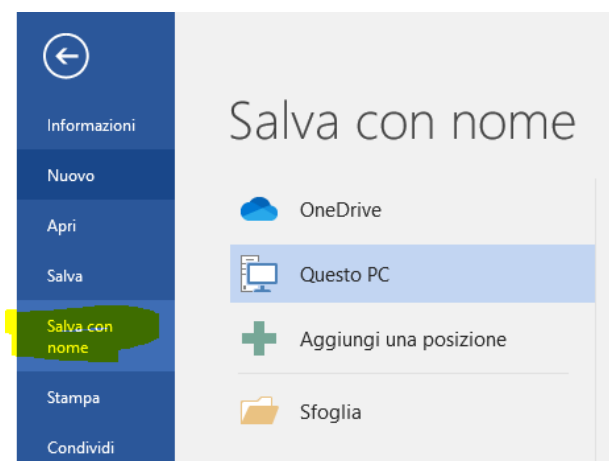 Informazioni
Nuovo
Apri
Salva
Salva con
nome
Stampa
Condividi
Salva con nome
OneDrive
Questo PC
Aggiungi una posizione
Sfoglia